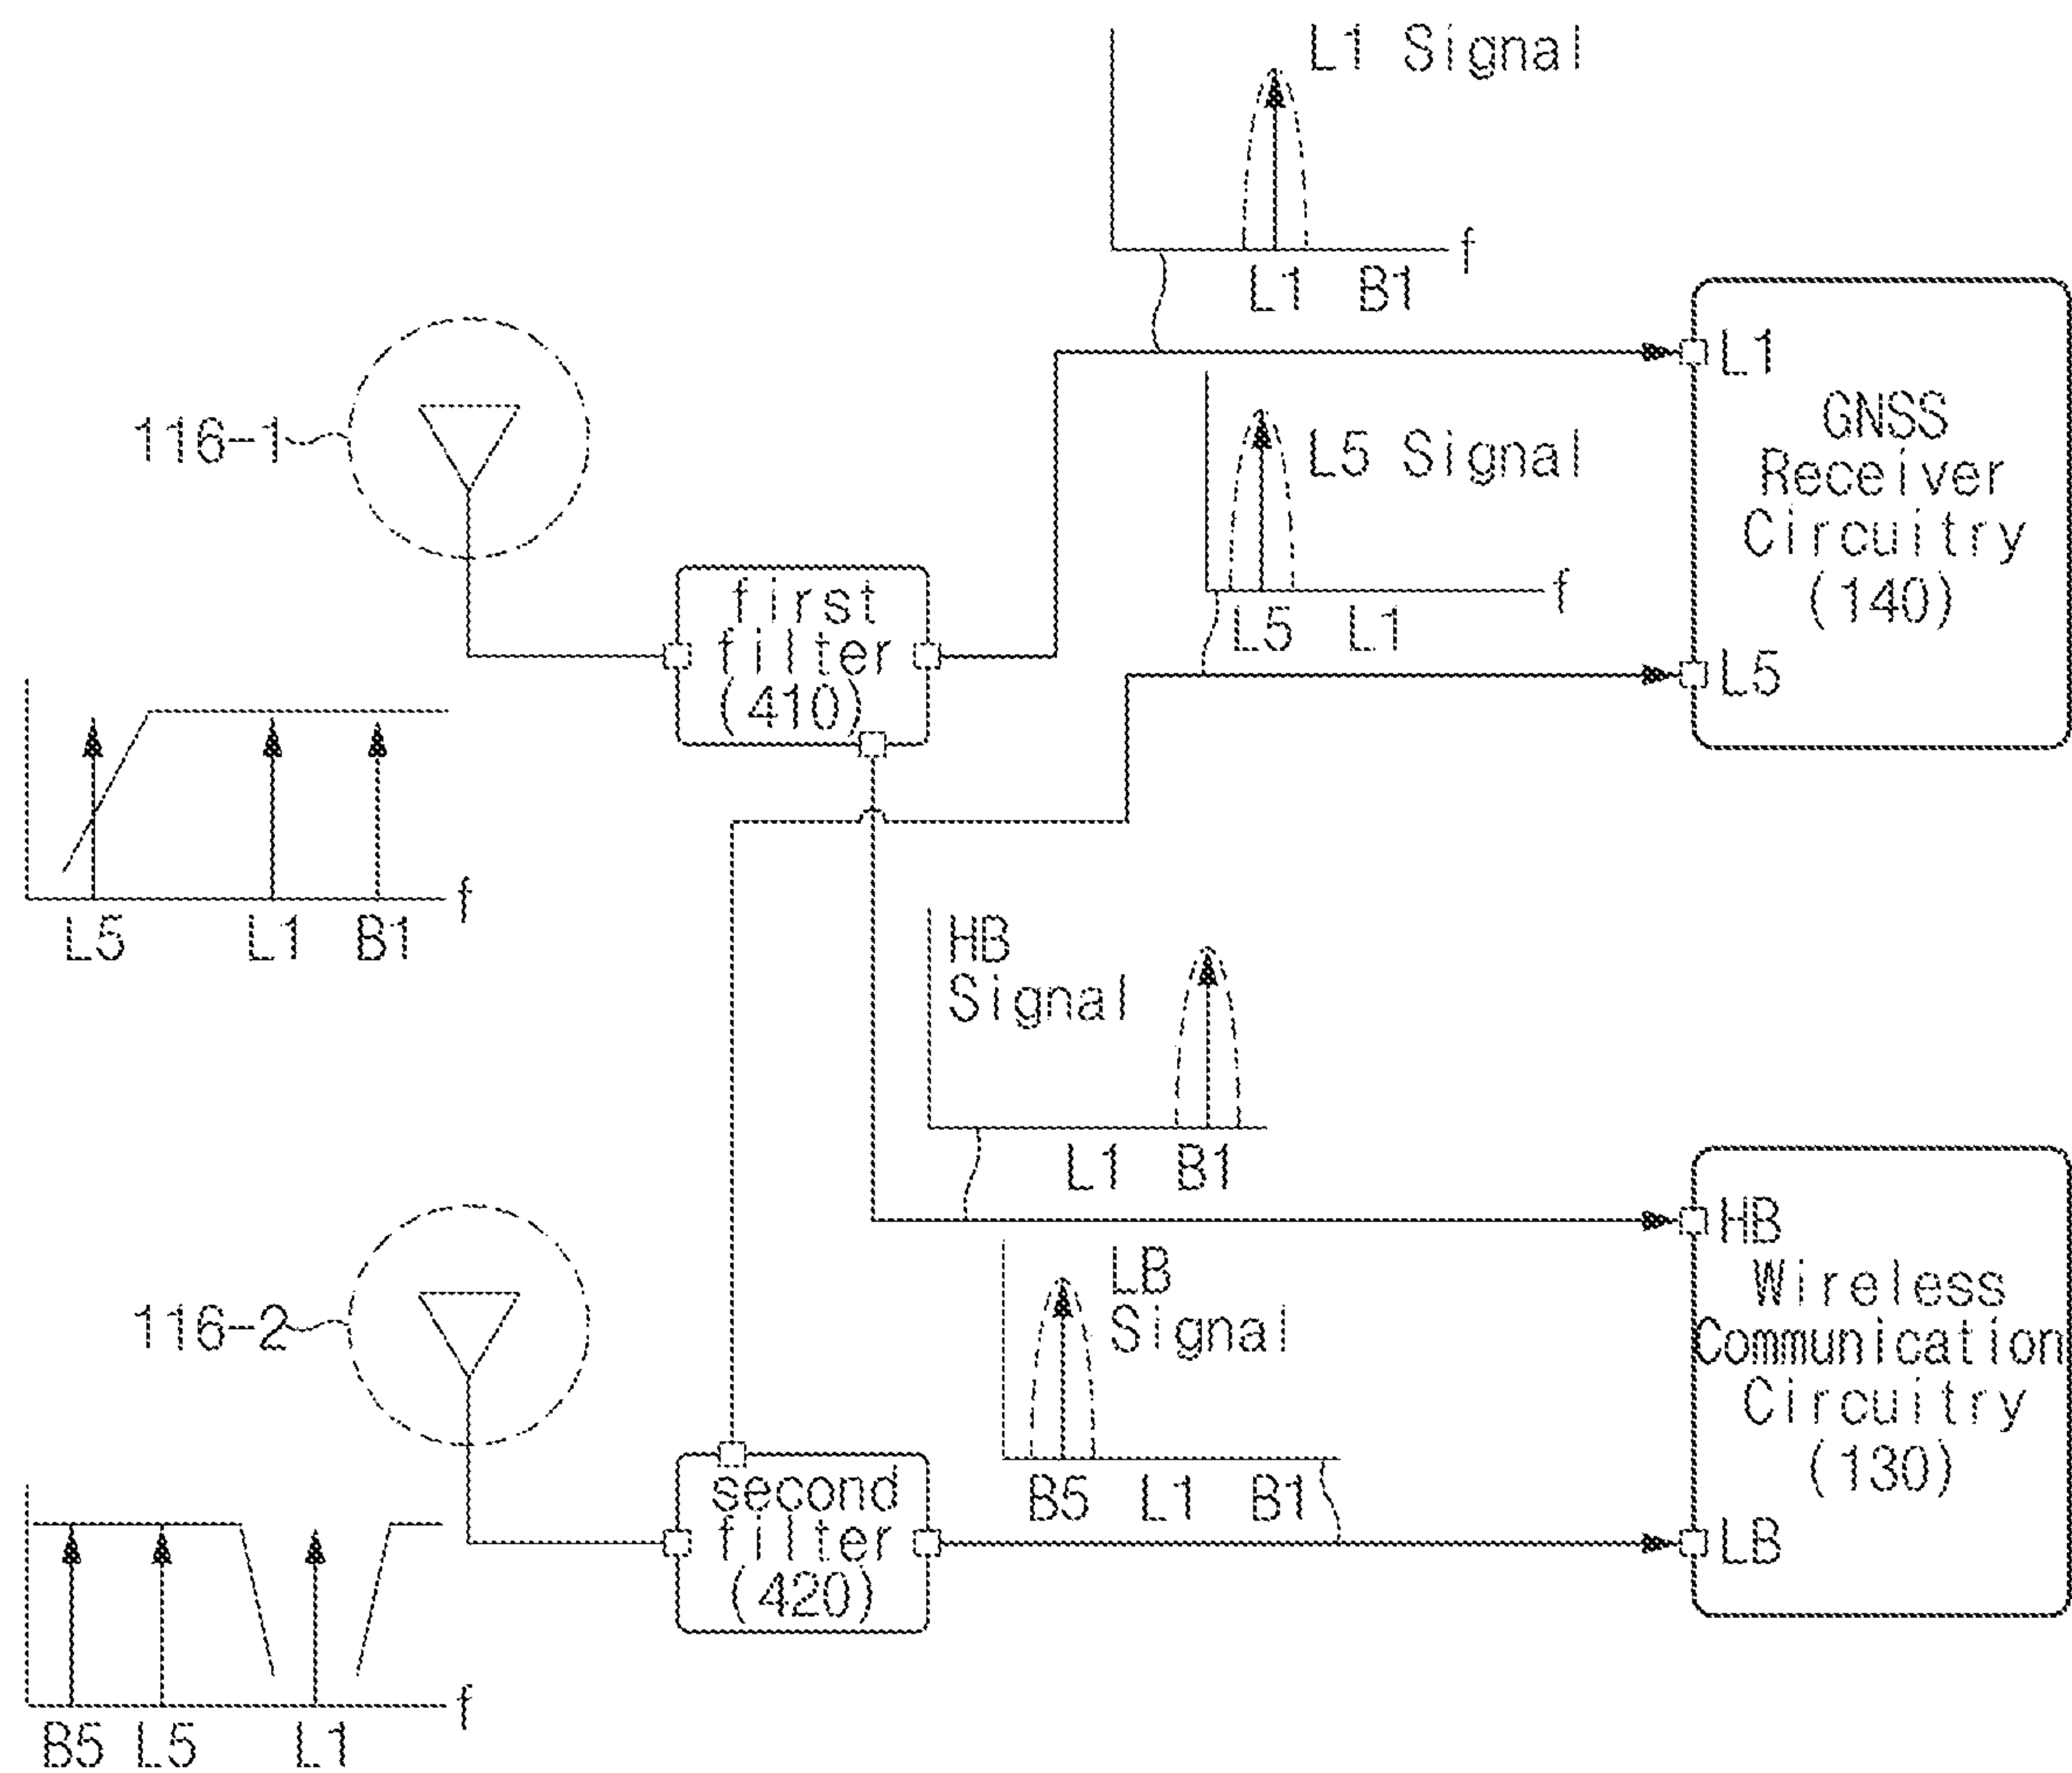 L1 Signal
f
L1 B1
L1
GNSS
Receiver
Circuitry
(140)
L5
116-1
L5 Signal
f
L5 L1
first
filter
(410)
f
L5 L1 B1
HB
Signal
L1 B1
HB
Wireless
Communication
Circuitry
(130)
LB
116-2
LB
Signal
B5 L1 B1
second
filter
(420)
f
B5 L5 L1